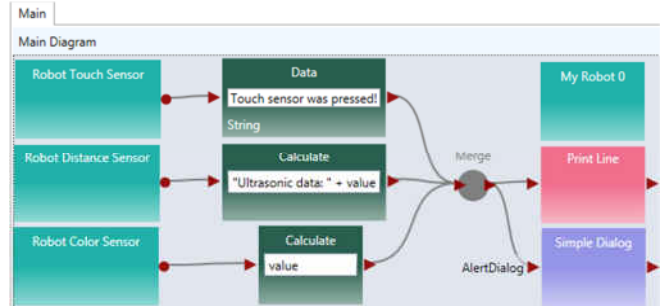 Main
Main Diagram
Robot Touch Sensor
Data
Touch sensor was pressed!
String
My Robot 0
Robot Distance Sensor
Calculate
"Ultrasonic data: " + value
Merge
Print Line
Robot Color Sensor
Calculate
value
AlertDialog
Simple Dialog